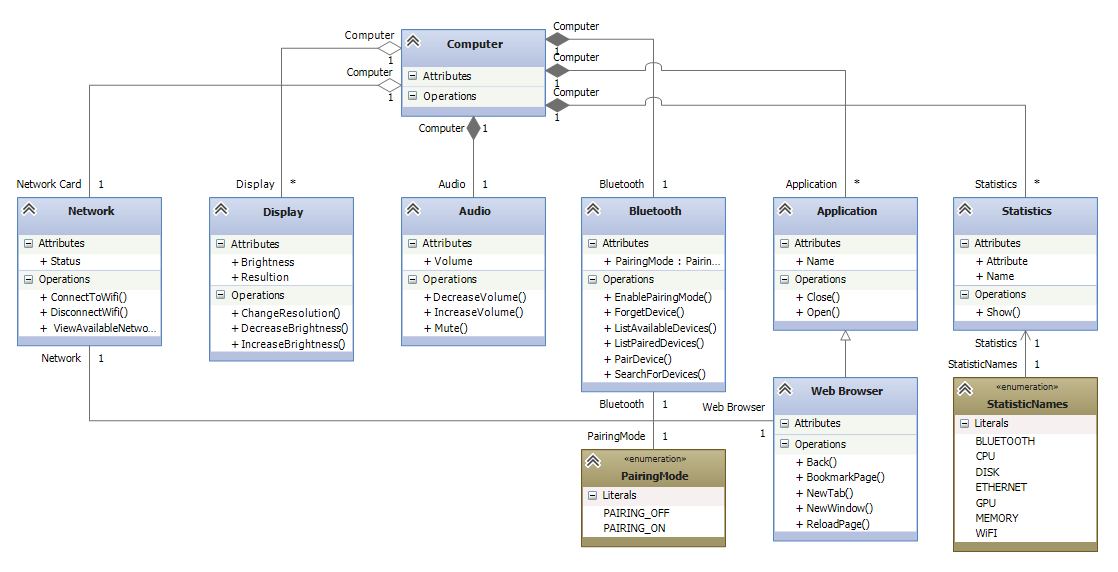 Computer
1
Computer
1
Computer
Attributes
Operations
Computer
1
Computer
1
Computer
1
Computer
1
Network Card
1
Display
*
Audio
1
Bluetooth
1
Application
*
Statistics
*
Network
Attributes
+ Status
Operations
+ ConnectToWifi()
+ DisconnectWifi()
+ ViewAvailableNetwo...
Network
1
Display
Attributes
+ Brightness
+ Resultion
Operations
+ ChangeResolution()
+ DecreaseBrightness()
+ IncreaseBrightness()
Audio
Attributes
+ Volume
Operations
+ DecreaseVolume()
+ IncreaseVolume()
+ Mute()
Bluetooth
Attributes
+ PairingMode : Pairin...
Operations
+ EnablePairingMode()
+ ForgetDevice()
+ ListAvailableDevices()
+ ListPairedDevices()
+ PairDevice()
+ SearchForDevices()
Bluetooth
1
PairingMode
1
«enumeration»
PairingMode
Literals
PAIRING_OFF
PAIRING_ON
Application
Attributes
+ Name
Operations
+ Close()
+ Open()
Web Browser
1
Web Browser
Attributes
Operations
+ Back()
+ BookmarkPage()
+ NewTab()
+ NewWindow()
+ ReloadPage()
Statistics
Attributes
+ Attribute
+ Name
Operations
+ Show()
Statistics
1
StatisticNames
1
«enumeration»
StatisticNames
Literals
BLUETOOTH
CPU
DISK
ETHERNET
GPU
MEMORY
WiFI